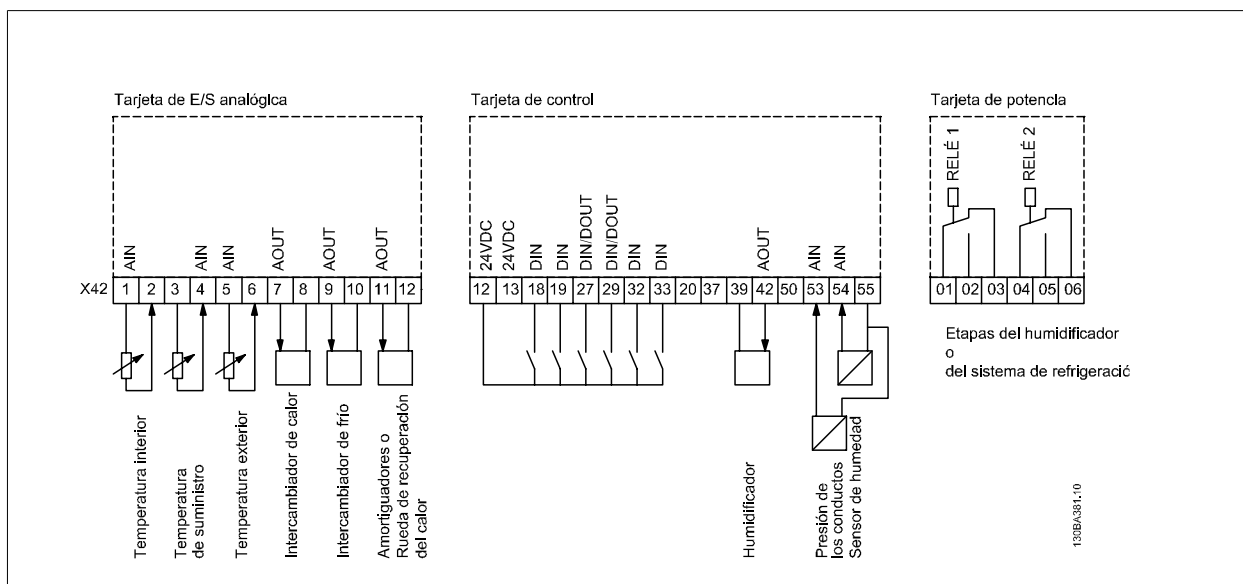 Tarjeta de E/S analógica
AIN
AIN
AIN
AOUT
AOUT
AOUT
X42
1 2 3 4 5 6 7 8 9 10 11 12
Temperatura interior
Temperatura
de suministro
Temperatura exterior
Intercambiador de calor
Intercambiador de frío
Amortiguadores o
Rueda de recuperación
del calor
Tarjeta de control
24VDC
24VDC
DIN
DIN
DIN/DOUT
DIN/DOUT
DIN
DIN
AOUT
AIN
AIN
12 13 18 19 27 29 32 33 20 37 39 42 50 53 54 55
Humidificador
Presión de
los conductos
Sensor de humedad
Tarjeta de potencia
RELÉ 1
RELÉ 2
01 02 03 04 05 06
Etapas del humidificador
o
del sistema de refrigeració
130BA381.10